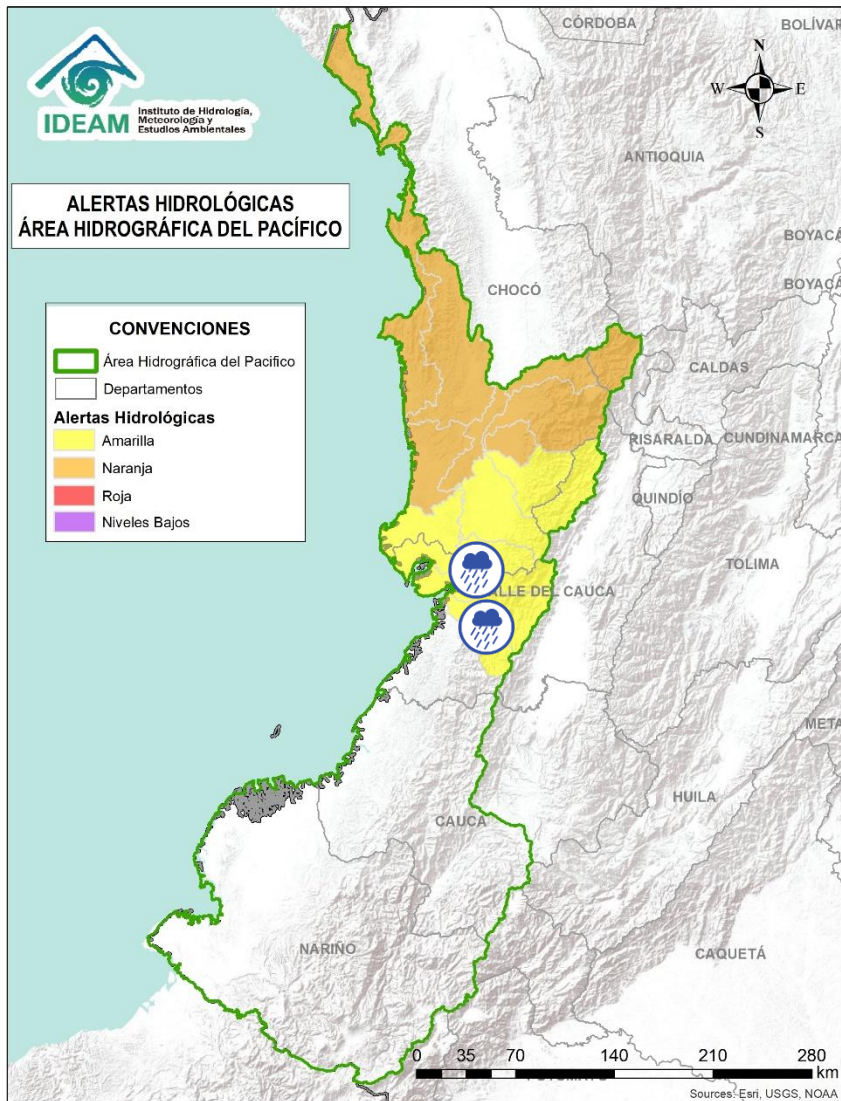 IDEAM
Instituto de Hidrología,
Meteorología y
Estudios Ambientales
ALERTAS HIDROLÓGICAS
ÁREA HIDROGRÁFICA DEL PACÍFICO
CONVENCIONES
Área Hidrográfica del Pacifico
Departamentos
Alertas Hidrológicas
Amarilla
Naranja
Roja
Niveles Bajos
N
W
E
S
CÓRDOBA
BOLÍVAR
ANTIOQUIA
BOYACÁ
BOYACÁ
CHOCÓ
CALDAS
RISARALDA
CUNDINAMARCA
QUINDÍO
TOLIMA
ALLE DEL CAUCA
META
HUILA
CAUCA
NARIÑO
CAQUETÁ
0 35 70 140 210 280
km
Sources: Esri, USGS, NOAA